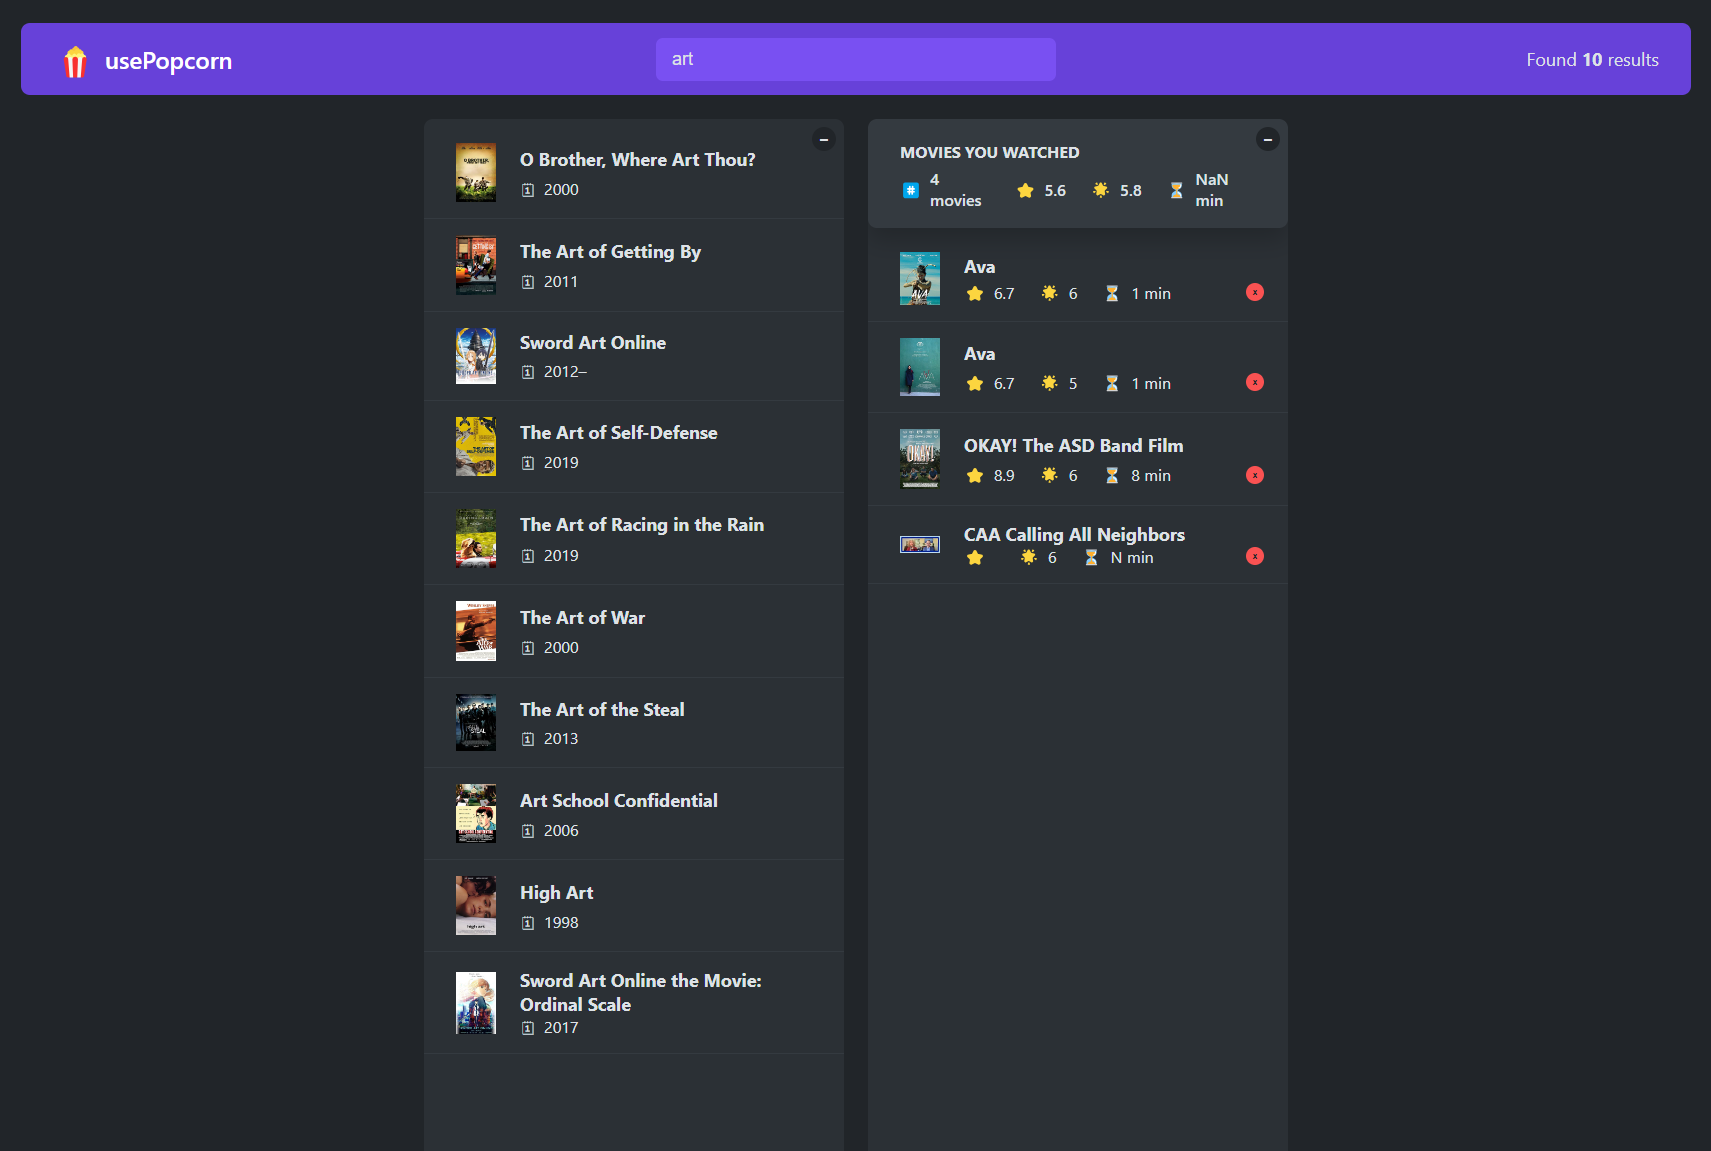 usePopcorn
art
Found 10 results
O Brother, Where Art Thou?
2000
The Art of Getting By
2011
Sword Art Online
2012–
The Art of Self-Defense
2019
The Art of Racing in the Rain
2019
The Art of War
2000
The Art of the Steal
2013
Art School Confidential
2006
High Art
1998
Sword Art Online the Movie:
Ordinal Scale
2017
MOVIES YOU WATCHED
4 movies 5.6 5.8 NaN min
Ava
6.7 6 1 min
Ava
6.7 5 1 min
OKAY! The ASD Band Film
8.9 6 8 min
CAA Calling All Neighbors
6 N min